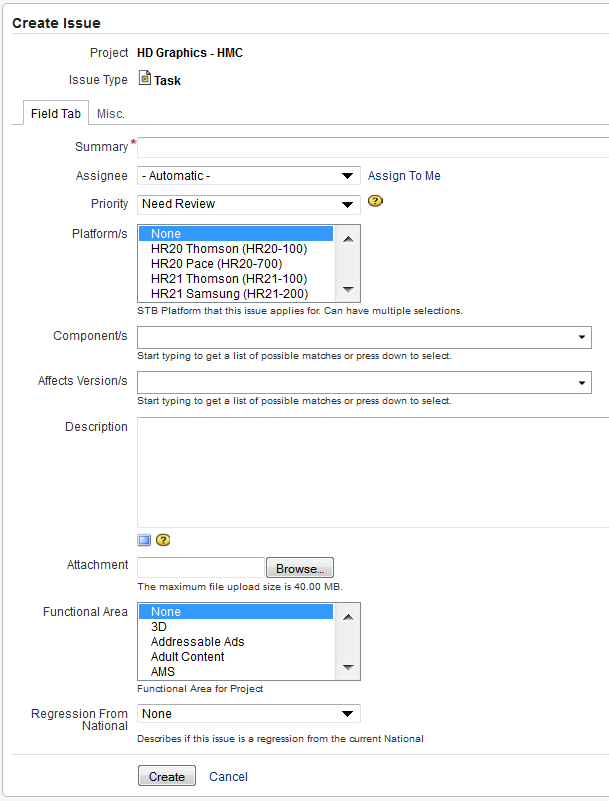 Create Issue
Project HD Graphics - HMC
Issue Type Task
Field Tab Misc.
Summary *
Assignee - Automatic - Assign To Me
Priority Need Review ?
Platform/s None
HR20 Thomson (HR20-100)
HR20 Pace (HR20-700)
HR21 Thomson (HR21-100)
HR21 Samsung (HR21-200)
STB Platform that this issue applies for. Can have multiple selections.
Component/s
Start typing to get a list of possible matches or press down to select.
Affects Version/s
Start typing to get a list of possible matches or press down to select.
Description
?
Attachment Browse...
The maximum file upload size is 40.00 MB.
Functional Area None
3D
Addressable Ads
Adult Content
AMS
Functional Area for Project
Regression From
National None
Describes if this issue is a regression from the current National
Create Cancel